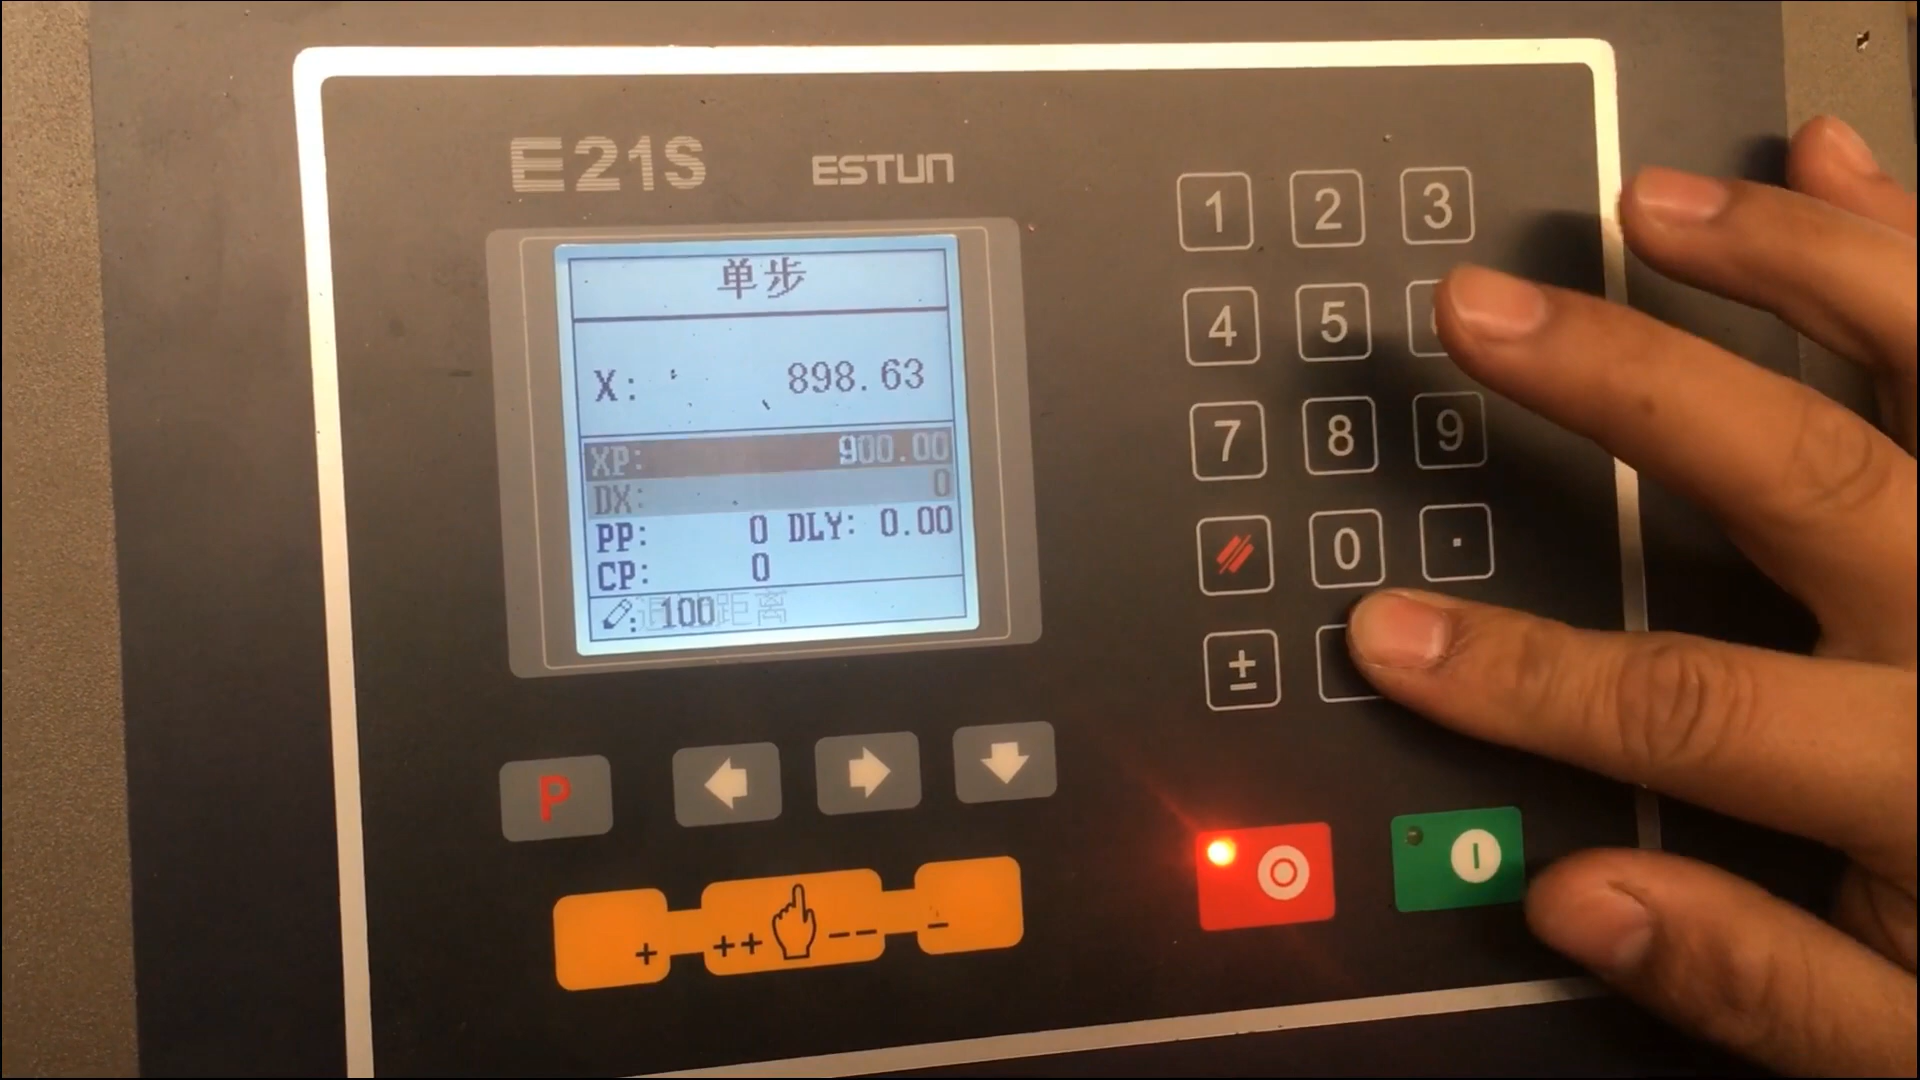 E21S ESTUN
单步
X: 898.63
XP: 900.00
DX: 0
PP: 0 DLY: 0.00
CP: 0
: 100距离
1 2 3
4 5
7 8 9
0 .
±
P
+ ++ -- -